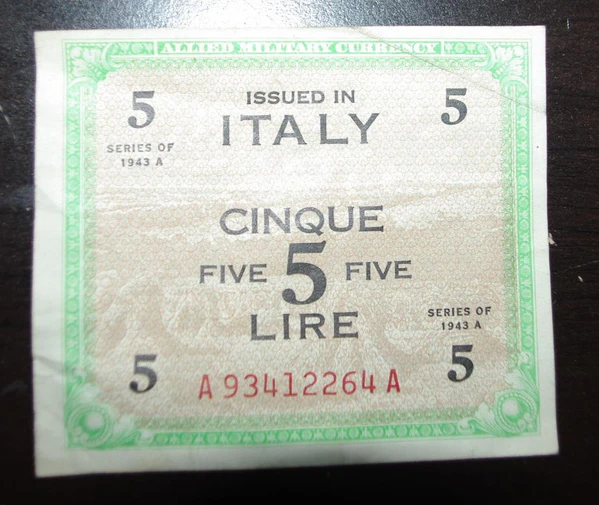 ALLIED MILITARY CURRENCY
5 ISSUED IN 5
ITALY
SERIES OF
1943 A
CINQUE
FIVE 5 FIVE
LIRE
SERIES OF
1943 A
5 A93412264A 5